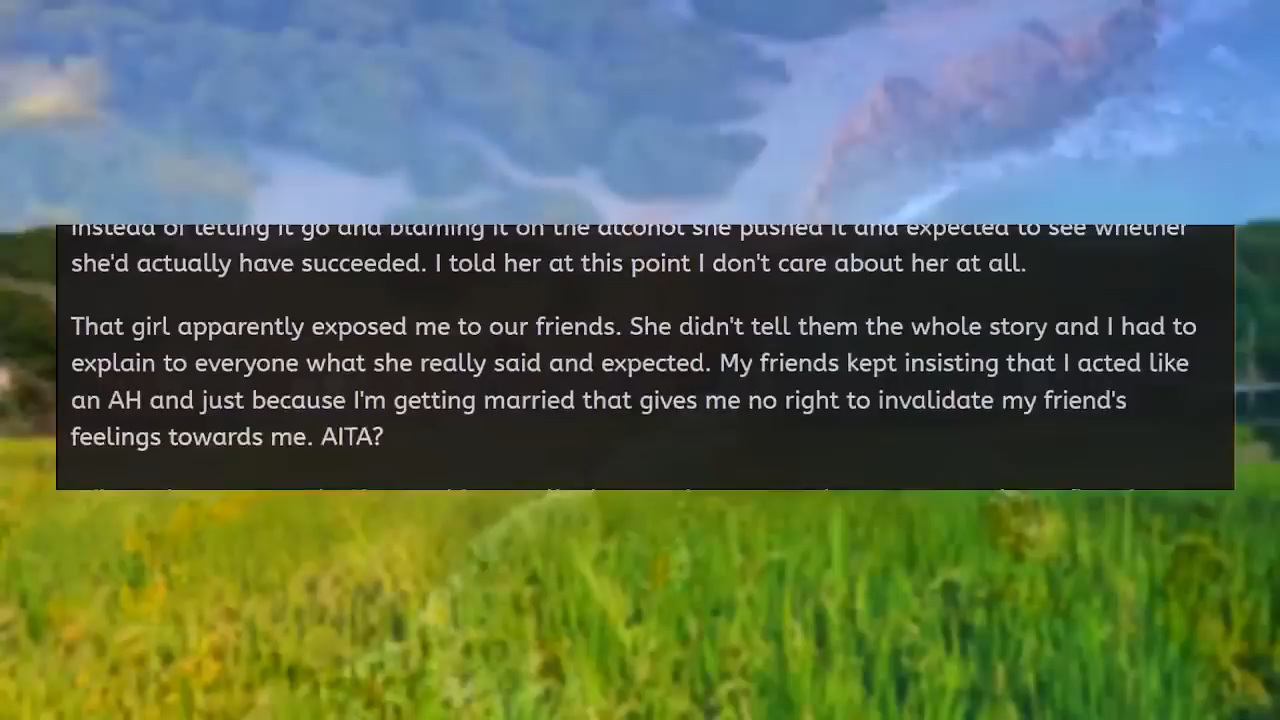 instead of letting it go and blaming it on the alcohol she pushed it and expected to see whether
she'd actually have succeeded. I told her at this point I don't care about her at all.
That girl apparently exposed me to our friends. She didn't tell them the whole story and I had to
explain to everyone what she really said and expected. My friends kept insisting that I acted like
an AH and just because I'm getting married that gives me no right to invalidate my friend's
feelings towards me. AITA?